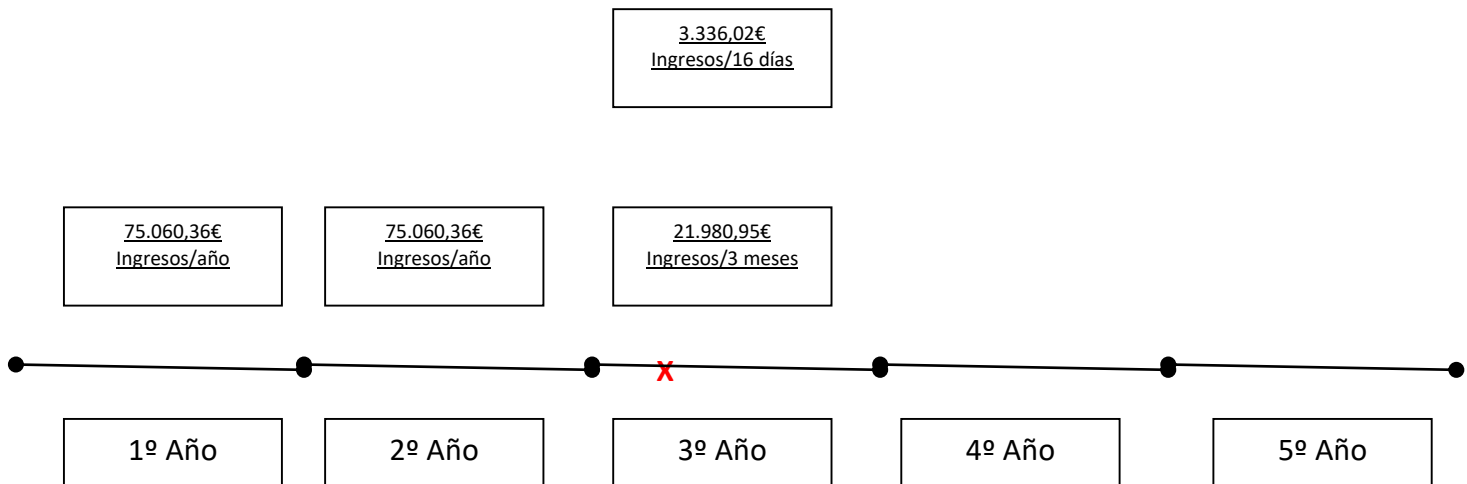 3.336,02€
Ingresos/16 días
75.060,36€
Ingresos/año
75.060,36€
Ingresos/año
21.980,95€
Ingresos/3 meses
X
1º Año
2º Año
3º Año
4º Año
5º Año